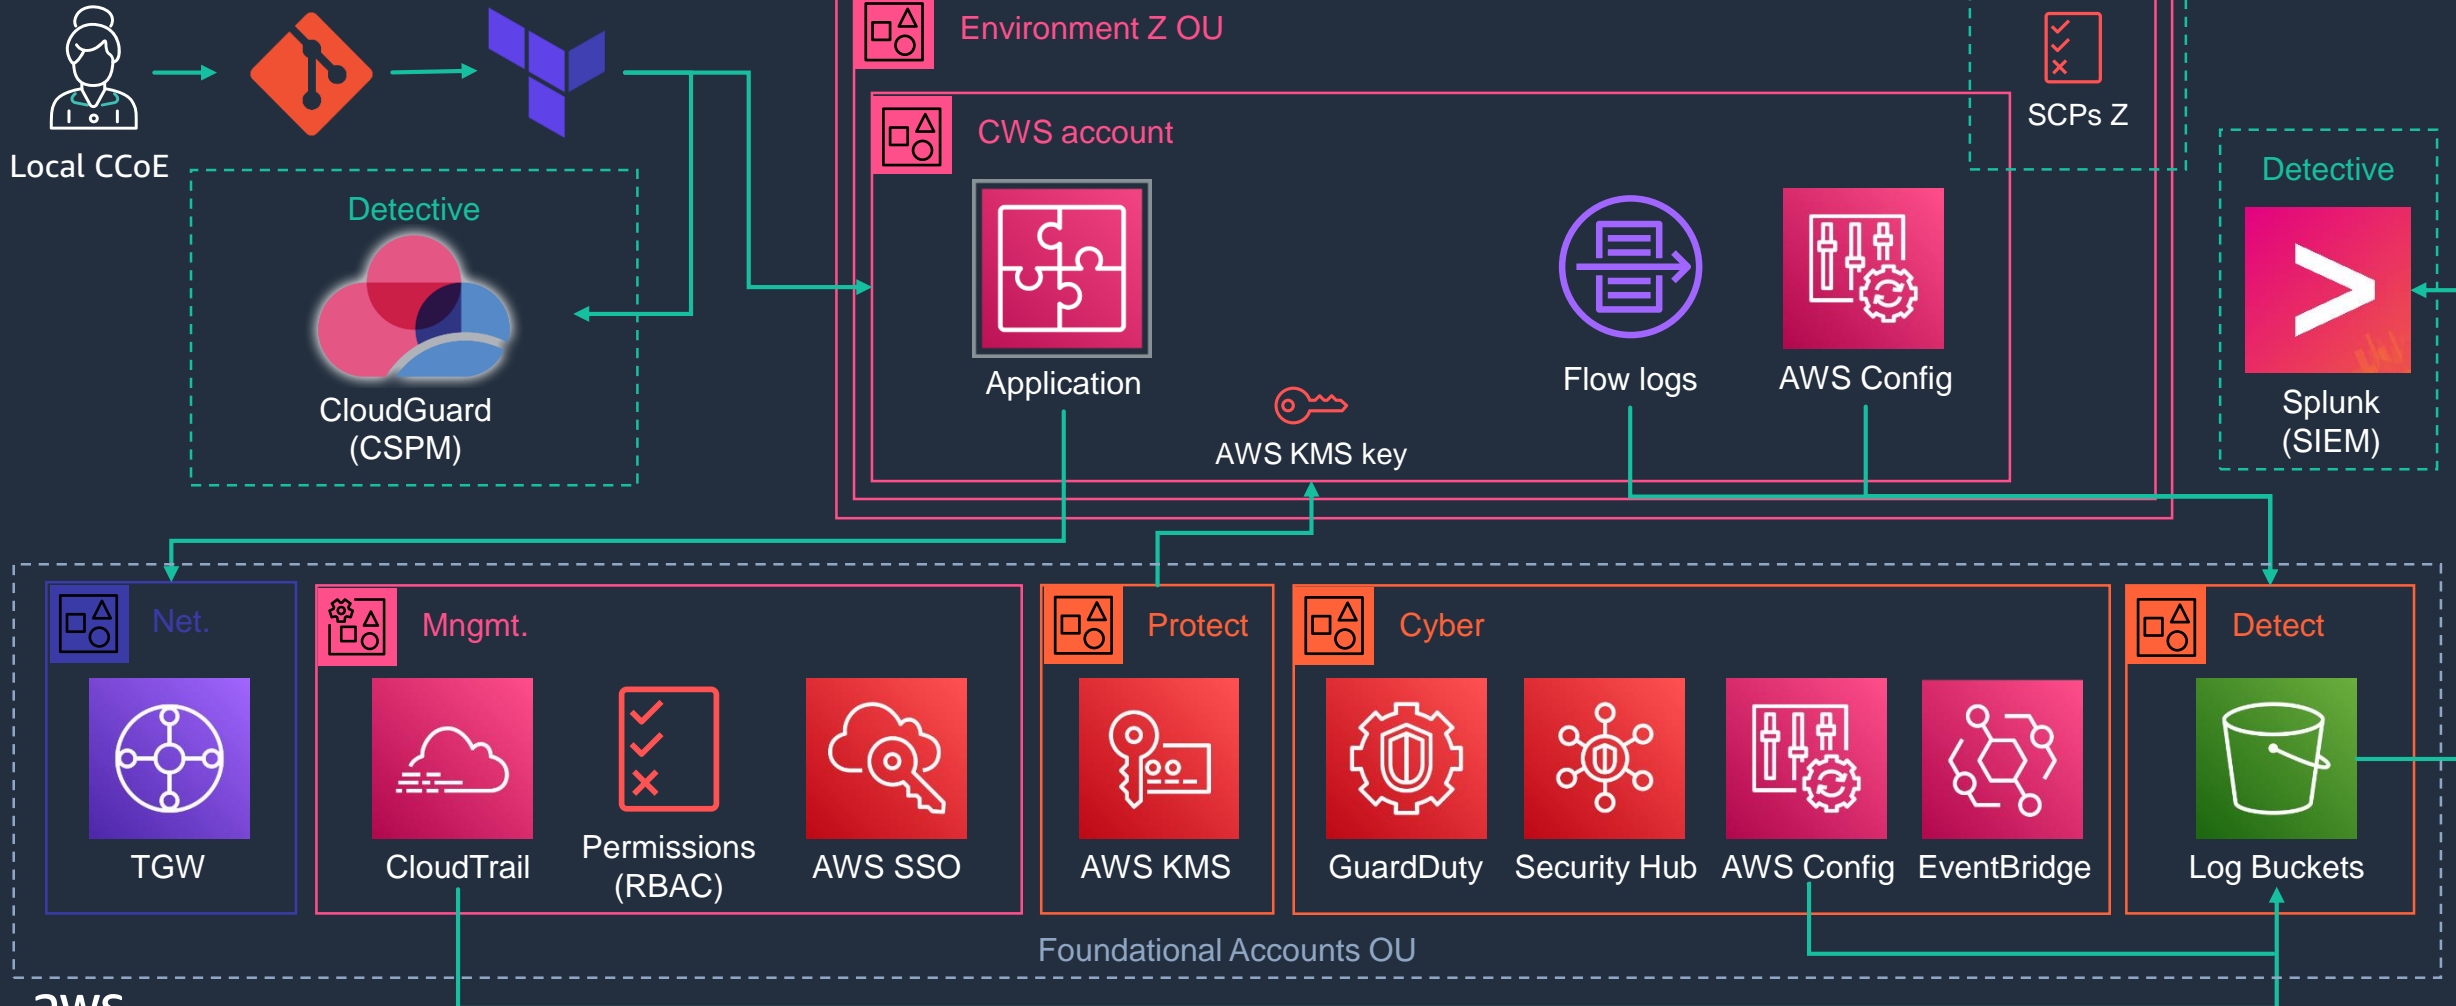 Environment Z OU
SCPs Z
CWS account
Local CCoE
Detective
CloudGuard
(CSPM)
Application
AWS KMS key
Flow logs
AWS Config
Detective
Splunk
(SIEM)
Net.
TGW
Mngmt.
CloudTrail
Permissions
(RBAC)
AWS SSO
Protect
AWS KMS
Cyber
GuardDuty
Security Hub
AWS Config
EventBridge
Detect
Log Buckets
Foundational Accounts OU
aws